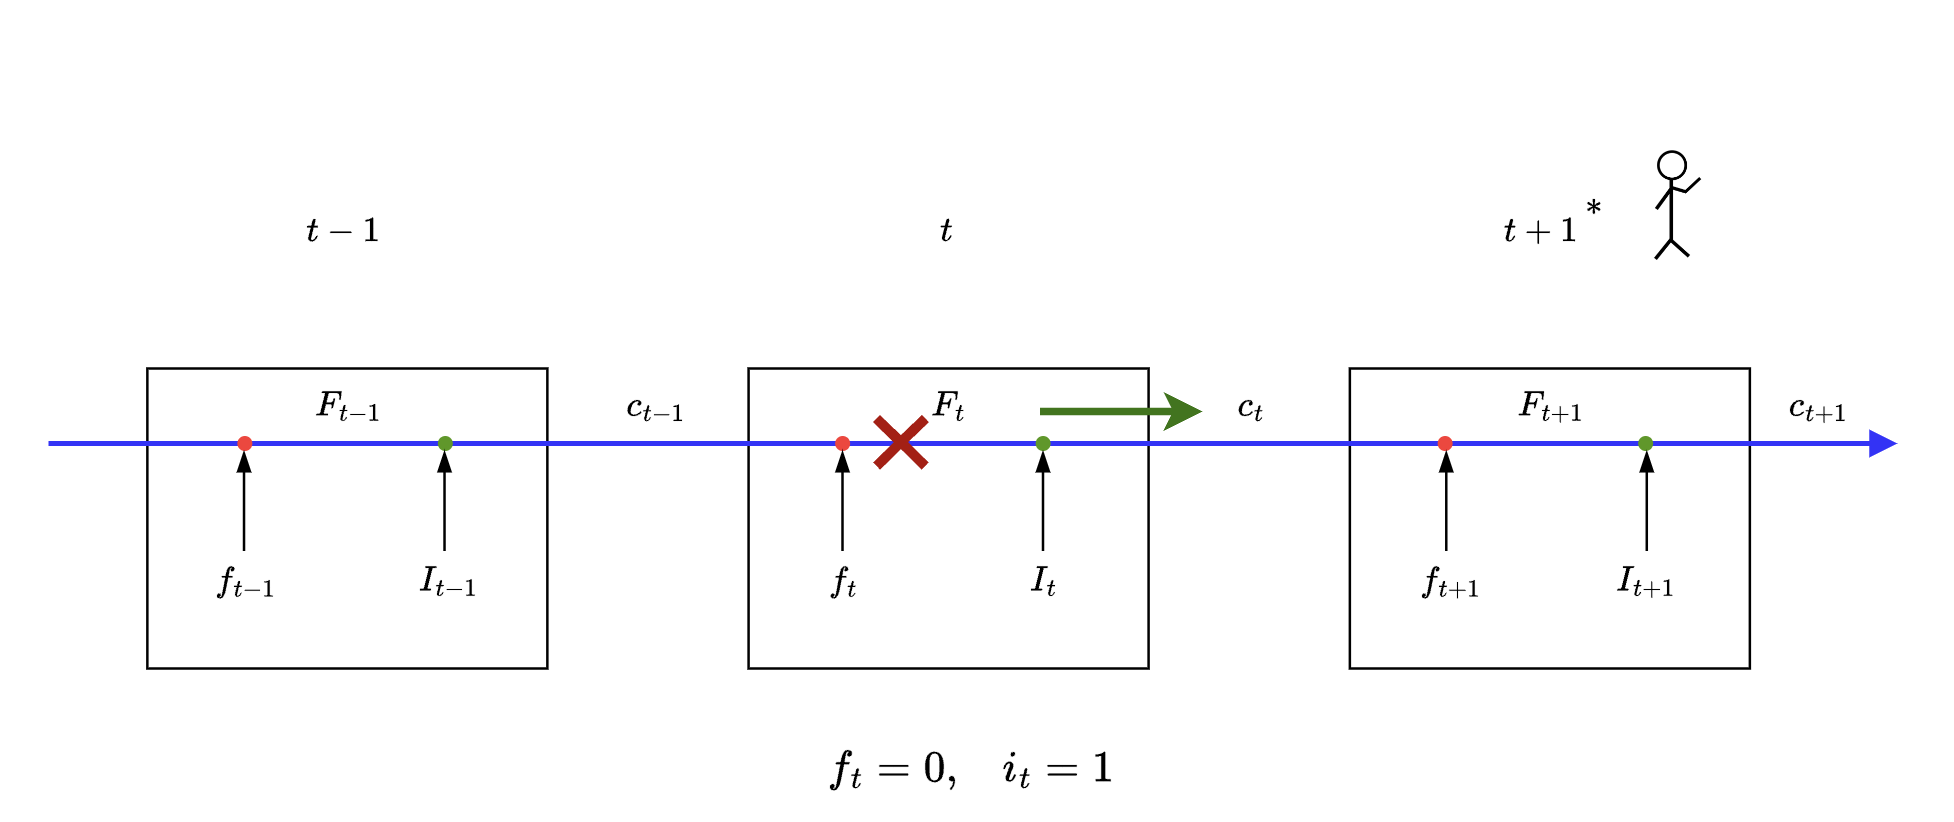 t − 1 t t + 1 *
F_{t−1} c_{t−1} F_t c_t F_{t+1} c_{t+1}
f_{t−1} I_{t−1} f_t I_t f_{t+1} I_{t+1}
f_t = 0, i_t = 1